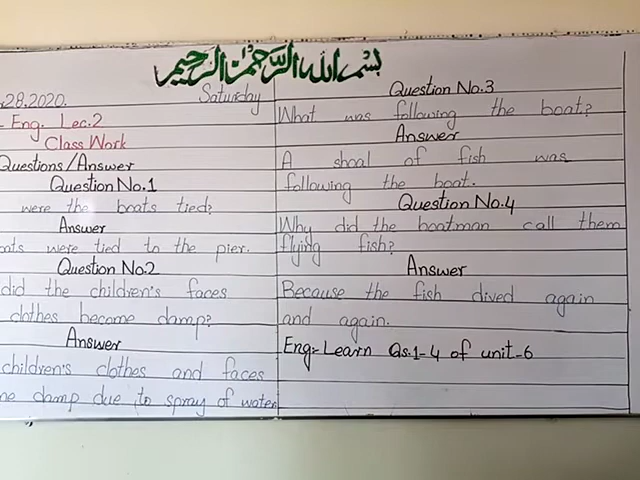 بسم الله الرحمن الرحيم
28.2020. Saturday
Eng. Lec.2
Class Work
Questions/Answer
Question No.1
were the boats tied?
Answer
were tied to the pier.
Question No.2
did the children's faces
clothes become damp?
Answer
children's clothes and faces
damp due to spray of water
Question No.3
What was following the boat?
Answer
A shoal of fish was
following the boat.
Question No.4
Why did the boatman call them
flying fish?
Answer
Because the fish dived again
and again.
Eng:- Learn Qs.1-4 of unit-6